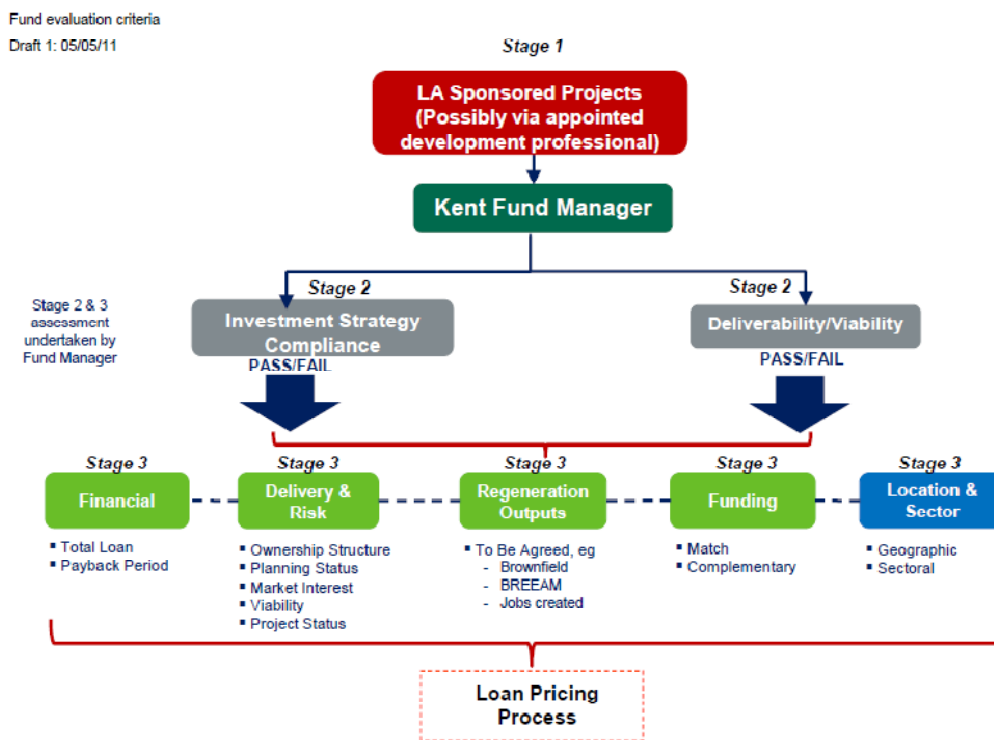 Fund evaluation criteria
Draft 1: 05/05/11
Stage 1
LA Sponsored Projects
(Possibly via appointed
development professional)
Kent Fund Manager
Stage 2
Stage 2
Stage 2 & 3
assessment
undertaken by
Fund Manager
Investment Strategy
Compliance
Deliverability/Viability
PASS/FAIL
PASS/FAIL
Stage 3
Stage 3
Stage 3
Stage 3
Stage 3
Financial
Delivery &
Risk
Regeneration
Outputs
Funding
Location &
Sector
▪ Total Loan
▪ Payback Period
▪ Ownership Structure
▪ Planning Status
▪ Market Interest
▪ Viability
▪ Project Status
▪ To Be Agreed, eg
- Brownfield
- BREEAM
- Jobs created
▪ Match
▪ Complementary
▪ Geographic
▪ Sectoral
Loan Pricing
Process